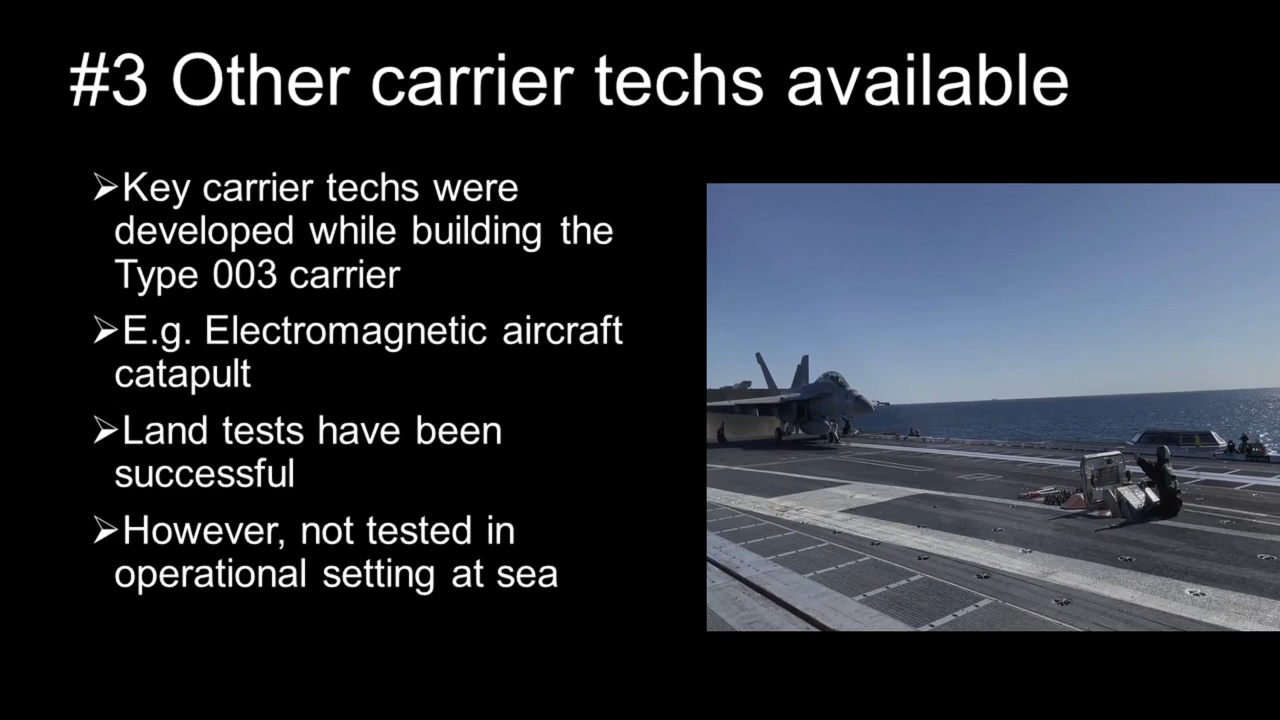 #3 Other carrier techs available
➢Key carrier techs were
developed while building the
Type 003 carrier
➢E.g. Electromagnetic aircraft
catapult
➢Land tests have been
successful
➢However, not tested in
operational setting at sea